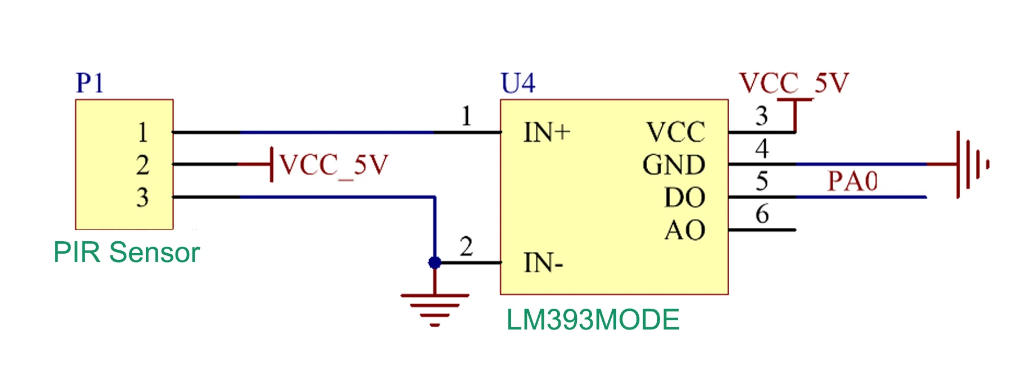 P1
1
2
3
VCC_5V
PIR Sensor
U4
1
2
IN+
IN-
VCC
GND
DO
AO
3
4
5
6
VCC_5V
PA0
LM393MODE